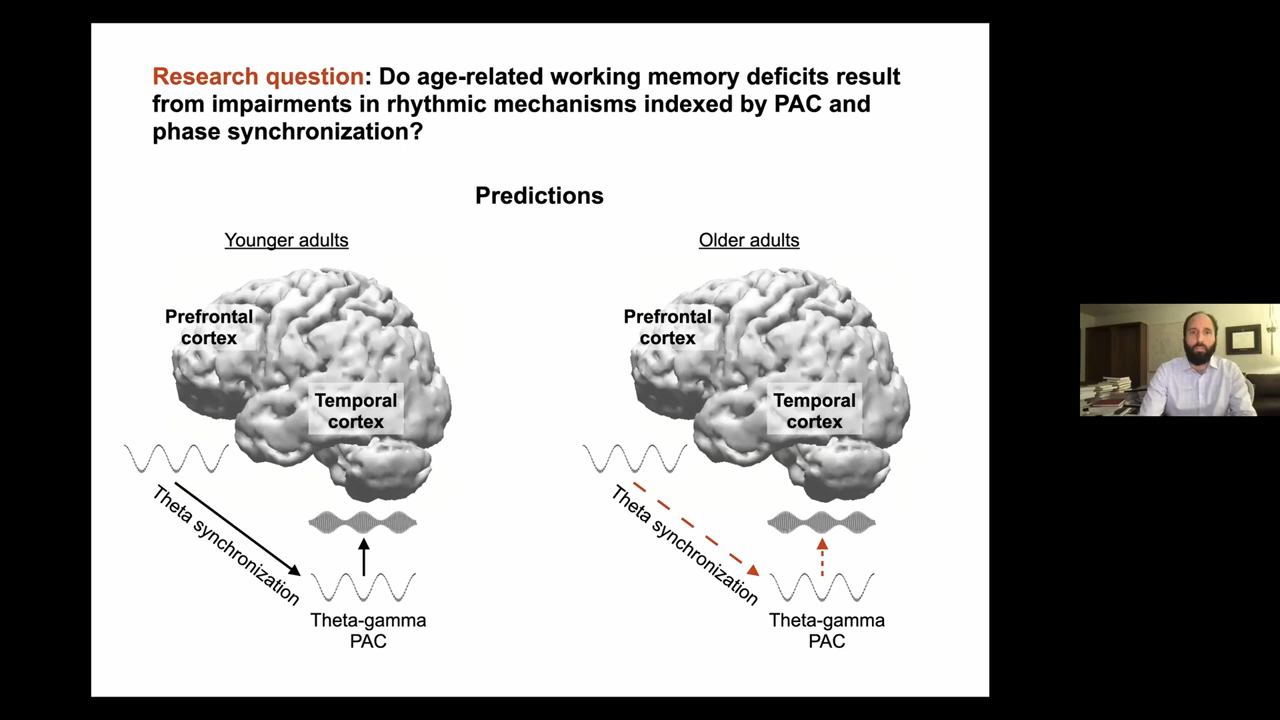 Research question: Do age-related working memory deficits result
from impairments in rhythmic mechanisms indexed by PAC and
phase synchronization?
Predictions
Younger adults
Prefrontal
cortex
Temporal
cortex
Theta synchronization
Theta-gamma
PAC
Older adults
Prefrontal
cortex
Temporal
cortex
Theta synchronization
Theta-gamma
PAC